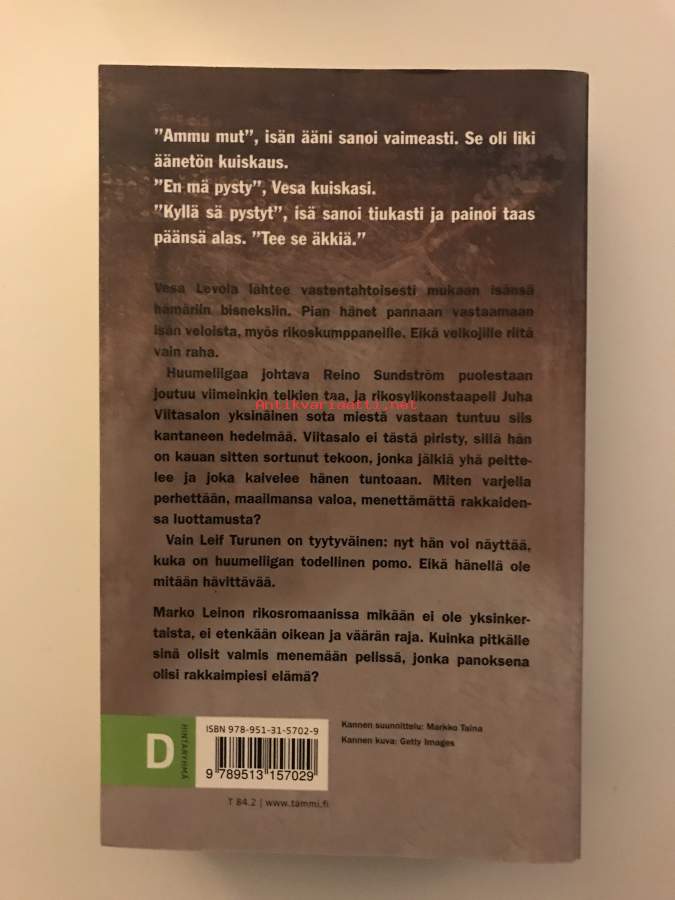 "Ammu mut", isän ääni sanoi vaimeasti. Se oli liki
äänetön kuiskaus.
"En mä pysty", Vesa kuiskasi.
"Kyllä sä pystyt", isä sanoi tiukasti ja painoi taas
päänsä alas. "Tee se äkkiä."
Vesa Levola lähtee vastentahtoisesti mukaan isänsä
hämäriin bisneksiin. Pian hänet pannaan vastaamaan
isän veloista, myös rikoskumppaneille. Eikä velkojille riitä
vain raha.
Huumeliigaa johtava Reino Sundström puolestaan
joutuu viimeinkin telkien taa, ja rikosylikonstaapeli Juha
Antikvariaatti.net
Viitasalon yksinäinen sota miestä vastaan tuntuu siis
kantaneen hedelmää. Viitasalo ei tästä piristy, sillä hän
on kauan sitten sortunut tekoon, jonka jälkiä yhä peitte-
lee ja joka kaivelee hänen tuntoaan. Miten varjella
perhettään, maailmansa valoa, menettämättä rakkaiden-
sa luottamusta?
Vain Leif Turunen on tyytyväinen: nyt hän voi näyttää,
kuka on huumeliigan todellinen pomo. Eikä hänellä ole
mitään hävittävää.
Marko Leinon rikosromaanissa mikään ei ole yksinker-
taista, ei etenkään oikean ja väärän raja. Kuinka pitkälle
sinä olisit valmis menemään pelissä, jonka panoksena
olisi rakkaimpiesi elämä?
D
HINTARYHMÄ
ISBN 978-951-31-5702-9
9 789513 157029
T 84.2 | www.tammi.fi
Kannen suunnittelu: Markko Taina
Kannen kuva: Getty Images